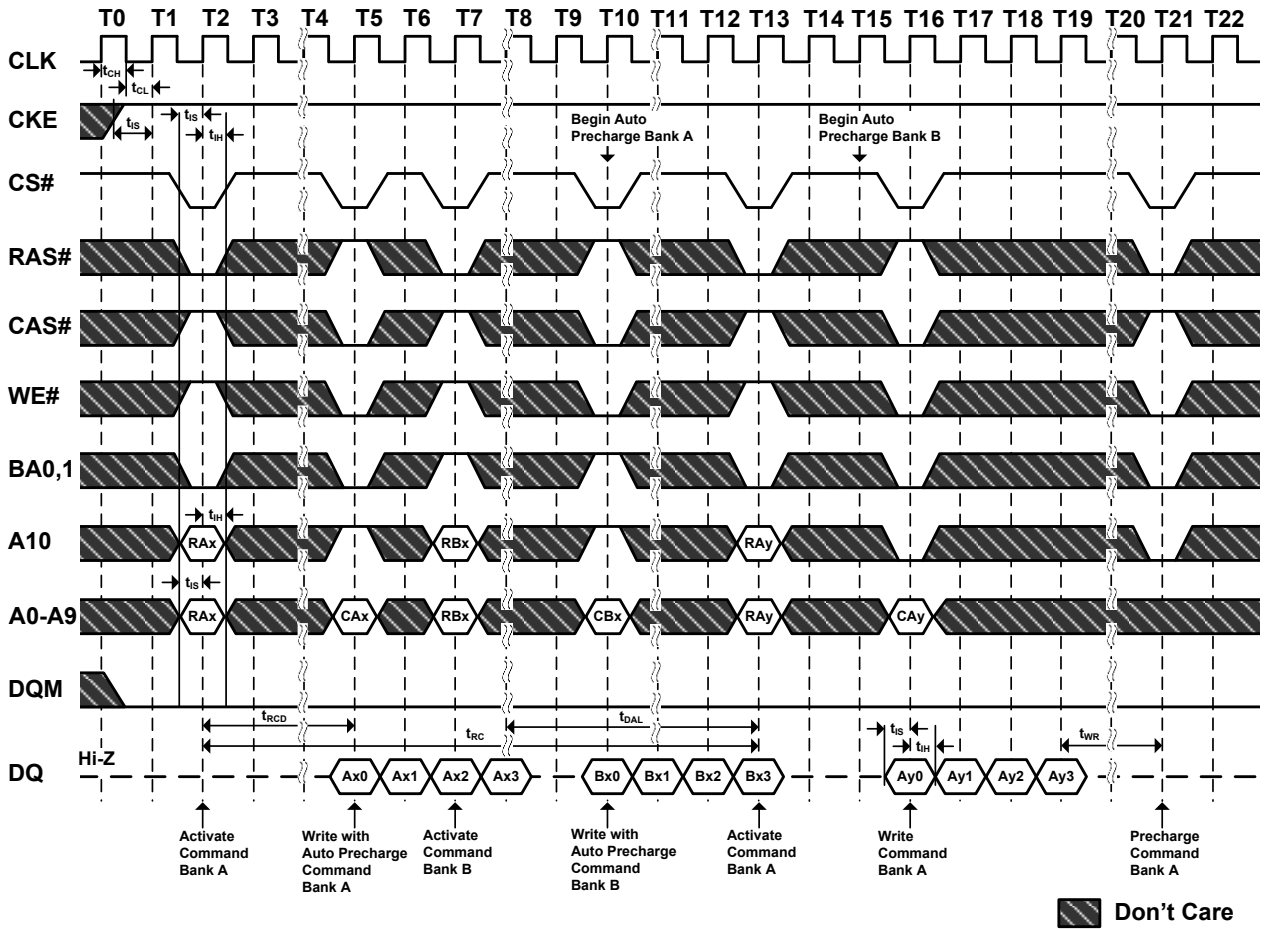 T0 T1 T2 T3 T4 T5 T6 T7 T8 T9 T10 T11 T12 T13 T14 T15 T16 T17 T18 T19 T20 T21 T22
CLK
tCH
tCL
CKE
tIS
tIS
tIH
Begin Auto
Precharge Bank A
Begin Auto
Precharge Bank B
CS#
RAS#
CAS#
WE#
BA0,1
tIH
A10
RAx RBx RAy
tIS
A0-A9
RAx CAx RBx CBx RAy CAy
DQM
tRCD
tDAL
tRC
tIS
tIH
tWR
Hi-Z
DQ
Ax0 Ax1 Ax2 Ax3 Bx0 Bx1 Bx2 Bx3 Ay0 Ay1 Ay2 Ay3
Activate
Command
Bank A
Write with
Auto Precharge
Command
Bank A
Activate
Command
Bank B
Write with
Auto Precharge
Command
Bank B
Activate
Command
Bank A
Write
Command
Bank A
Precharge
Command
Bank A
Don't Care